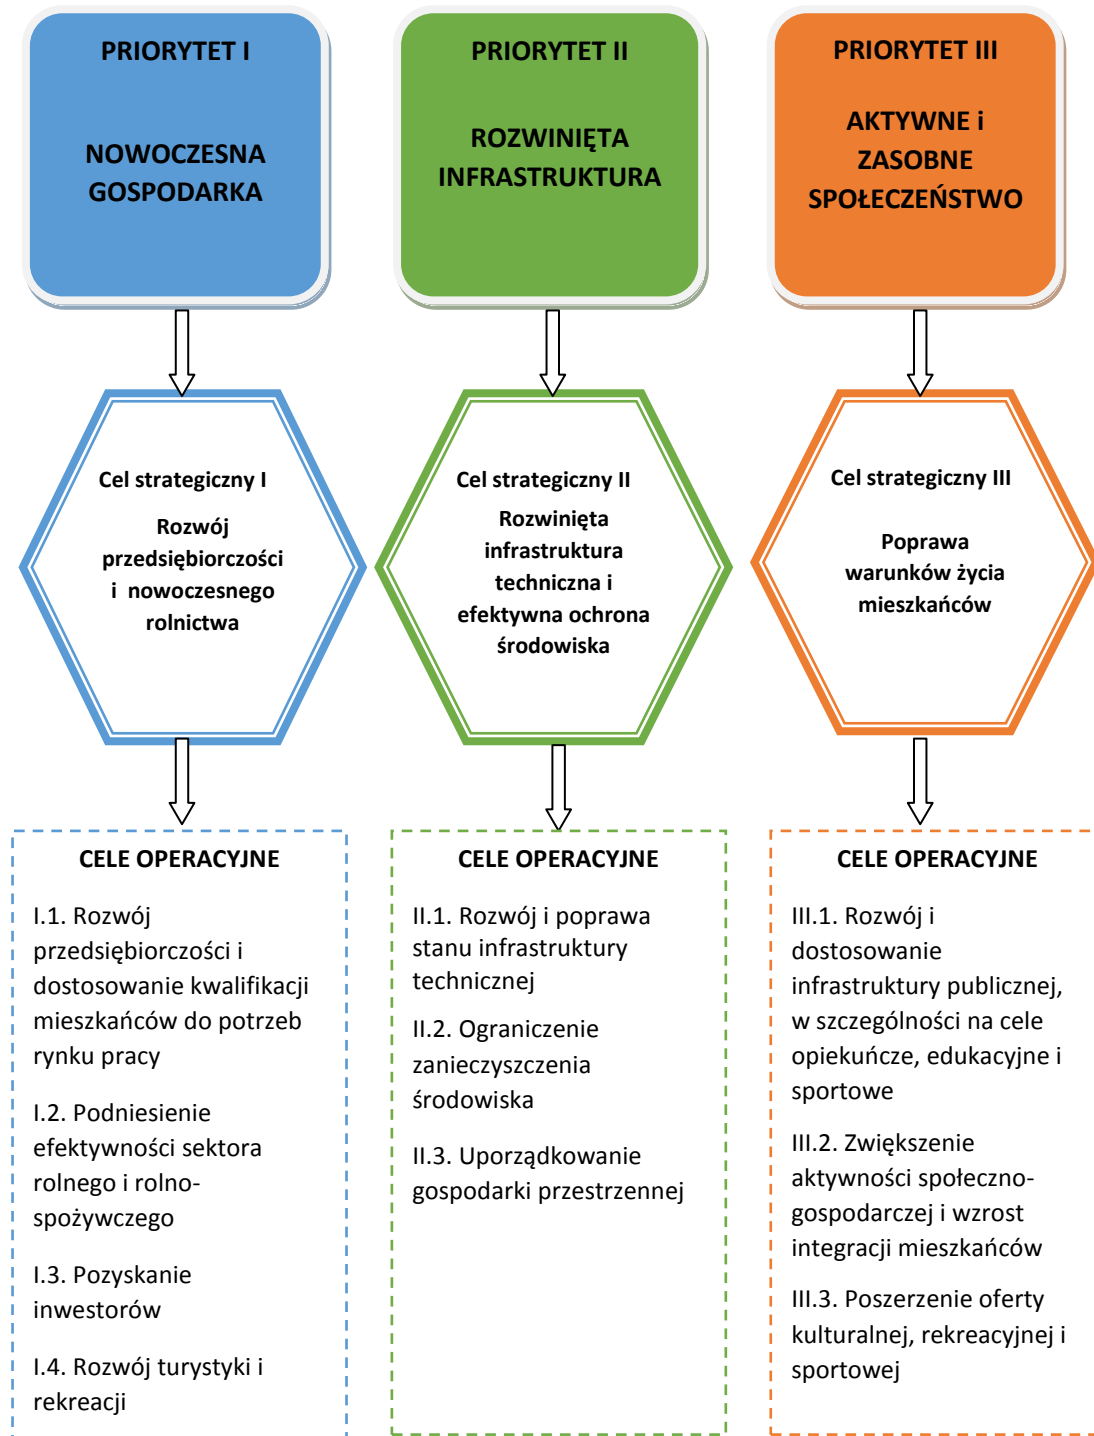 PRIORYTET I
NOWOCZESNA
GOSPODARKA
PRIORYTET II
ROZWINIĘTA
INFRASTRUKTURA
PRIORYTET III
AKTYWNE i
ZASOBNE
SPOŁECZEŃSTWO
Cel strategiczny I
Rozwój
przedsiębiorczości
i nowoczesnego
rolnictwa
Cel strategiczny II
Rozwinięta
infrastruktura
techniczna i
efektywna ochrona
środowiska
Cel strategiczny III
Poprawa
warunków życia
mieszkańców
CELE OPERACYJNE
I.1. Rozwój
przedsiębiorczości i
dostosowanie kwalifikacji
mieszkańców do potrzeb
rynku pracy
I.2. Podniesienie
efektywności sektora
rolnego i rolno-
spożywczego
I.3. Pozyskanie
inwestorów
I.4. Rozwój turystyki i
rekreacji
CELE OPERACYJNE
II.1. Rozwój i poprawa
stanu infrastruktury
technicznej
II.2. Ograniczenie
zanieczyszczenia
środowiska
II.3. Uporządkowanie
gospodarki przestrzennej
CELE OPERACYJNE
III.1. Rozwój i
dostosowanie
infrastruktury publicznej,
w szczególności na cele
opiekuńcze, edukacyjne i
sportowe
III.2. Zwiększenie
aktywności społeczno-
gospodarczej i wzrost
integracji mieszkańców
III.3. Poszerzenie oferty
kulturalnej, rekreacyjnej i
sportowej